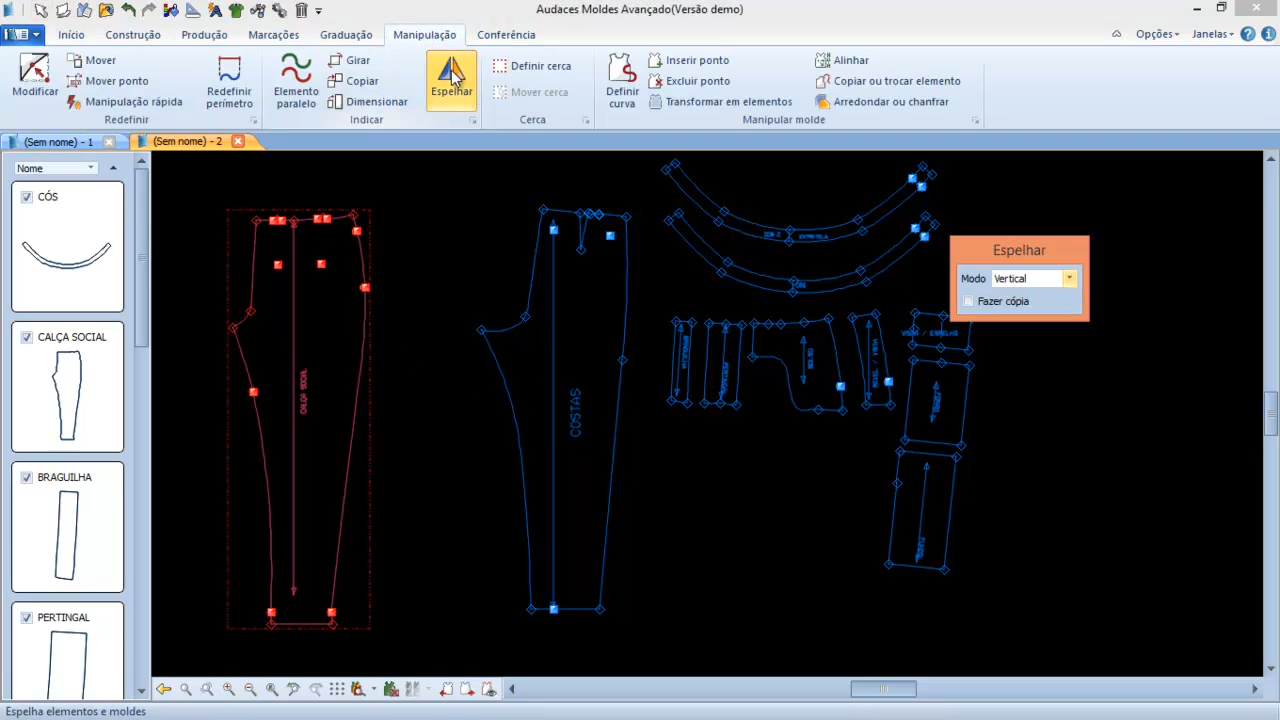 Audaces Moldes Avançado(Versão demo)
Início Construção Produção Marcações Graduação Manipulação Conferência Opções Janelas
Modificar
Mover
Mover ponto
Manipulação rápida
Redefinir perímetro
Redefinir
Elemento paralelo
Girar
Copiar
Dimensionar
Espelhar
Indicar
Definir cerca
Mover cerca
Cerca
Definir curva
Inserir ponto
Excluir ponto
Transformar em elementos
Alinhar
Copiar ou trocar elemento
Arredondar ou chanfrar
Manipular molde
(Sem nome) - 1 (Sem nome) - 2
Nome
CÓS
CALÇA SOCIAL
BRAGUILHA
PERTINGAL
CALÇA SOCIAL
COSTAS
Espelhar
Modo Vertical
Fazer cópia
Espelha elementos e moldes